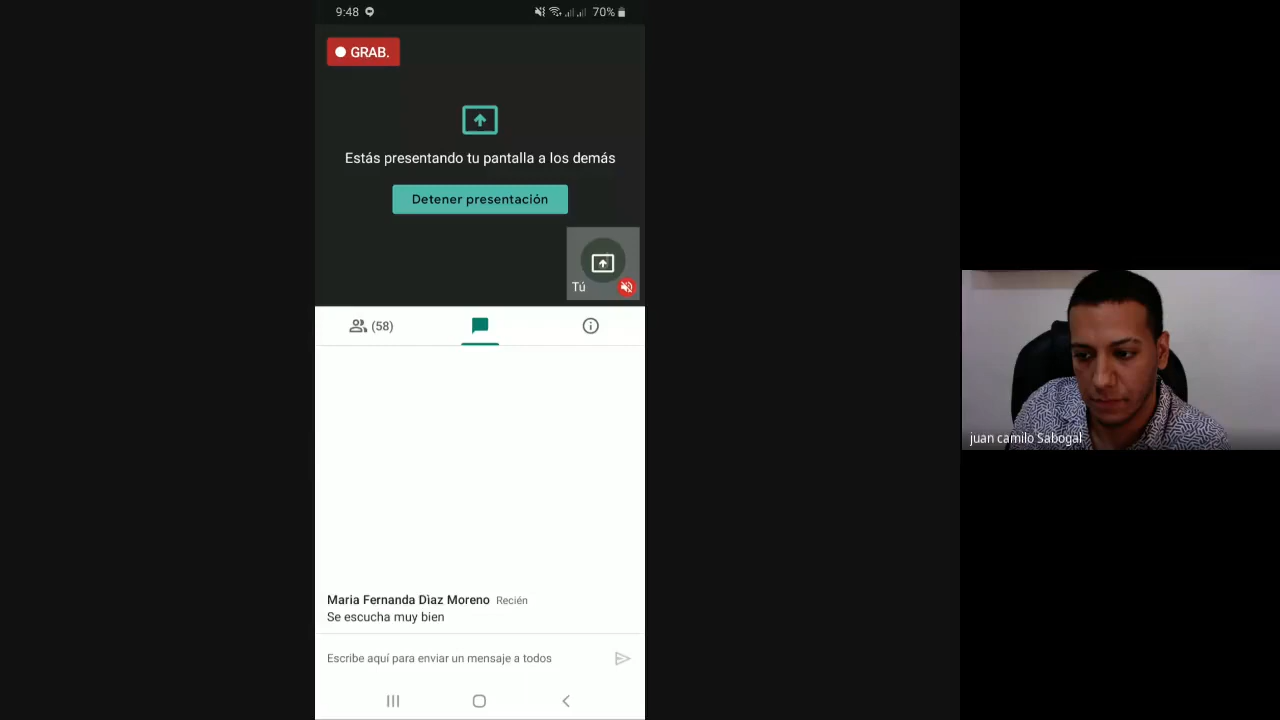 9:48
70%
GRAB.
Estás presentando tu pantalla a los demás
Detener presentación
Tú
(58)
Maria Fernanda Dìaz Moreno Recién
Se escucha muy bien
Escribe aquí para enviar un mensaje a todos
juan camilo Sabogal